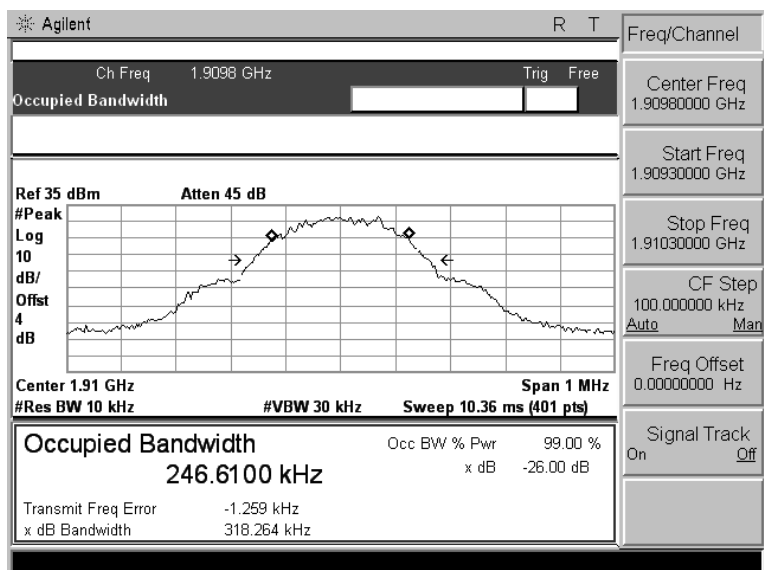 Agilent R T
Ch Freq 1.9098 GHz Trig Free
Occupied Bandwidth
Ref 35 dBm Atten 45 dB
#Peak
Log
10
dB/
Offst
4
dB
Center 1.91 GHz Span 1 MHz
#Res BW 10 kHz #VBW 30 kHz Sweep 10.36 ms (401 pts)
Occupied Bandwidth Occ BW % Pwr 99.00 %
246.6100 kHz x dB -26.00 dB
Transmit Freq Error -1.259 kHz
x dB Bandwidth 318.264 kHz
Freq/Channel
Center Freq
1.90980000 GHz
Start Freq
1.90930000 GHz
Stop Freq
1.91030000 GHz
CF Step
100.000000 kHz
Auto Man
Freq Offset
0.00000000 Hz
Signal Track
On Off